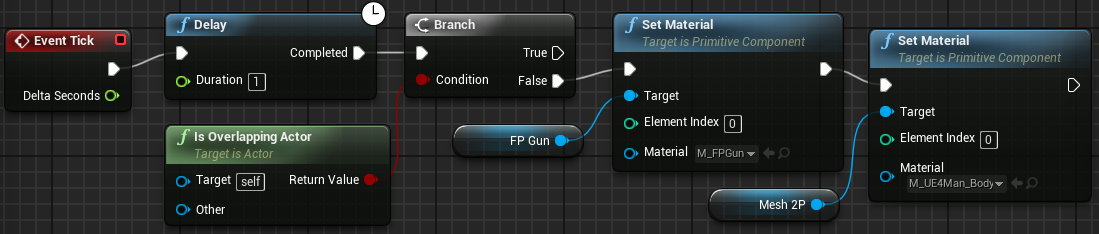 Event Tick
Delta Seconds
Delay
Completed
Duration 1
Is Overlapping Actor
Target is Actor
Target self Return Value
Other
Branch
True
Condition False
FP Gun
Set Material
Target is Primitive Component
Target
Element Index 0
Material M_FPGun
Mesh 2P
Set Material
Target is Primitive Component
Target
Element Index 0
Material
M_UE4Man_Body